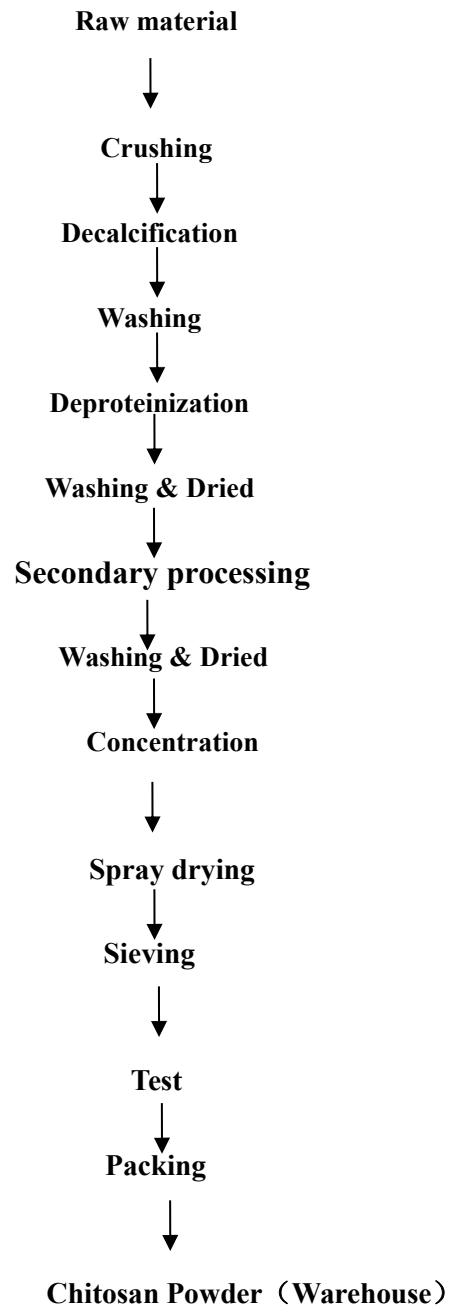 Raw material
Crushing
Decalcification
Washing
Deproteinization
Washing & Dried
Secondary processing
Washing & Dried
Concentration
Spray drying
Sieving
Test
Packing
Chitosan Powder（Warehouse）